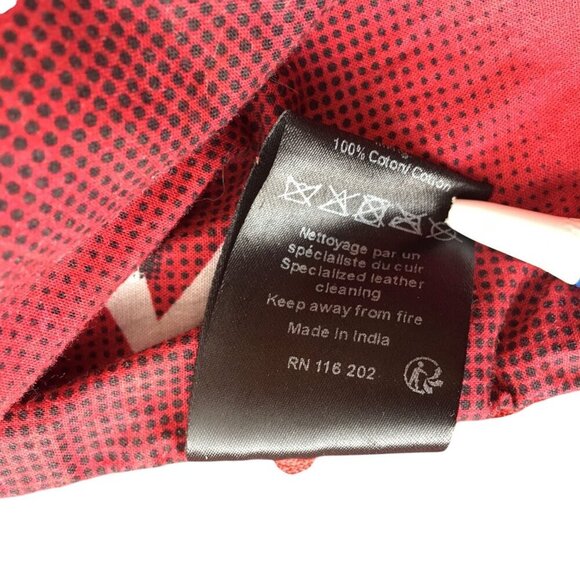 100% Coton/ Cotton
Nettoyage par un
spécialiste du cuir
Specialized leather
cleaning
Keep away from fire
Made in India
RN 116 202